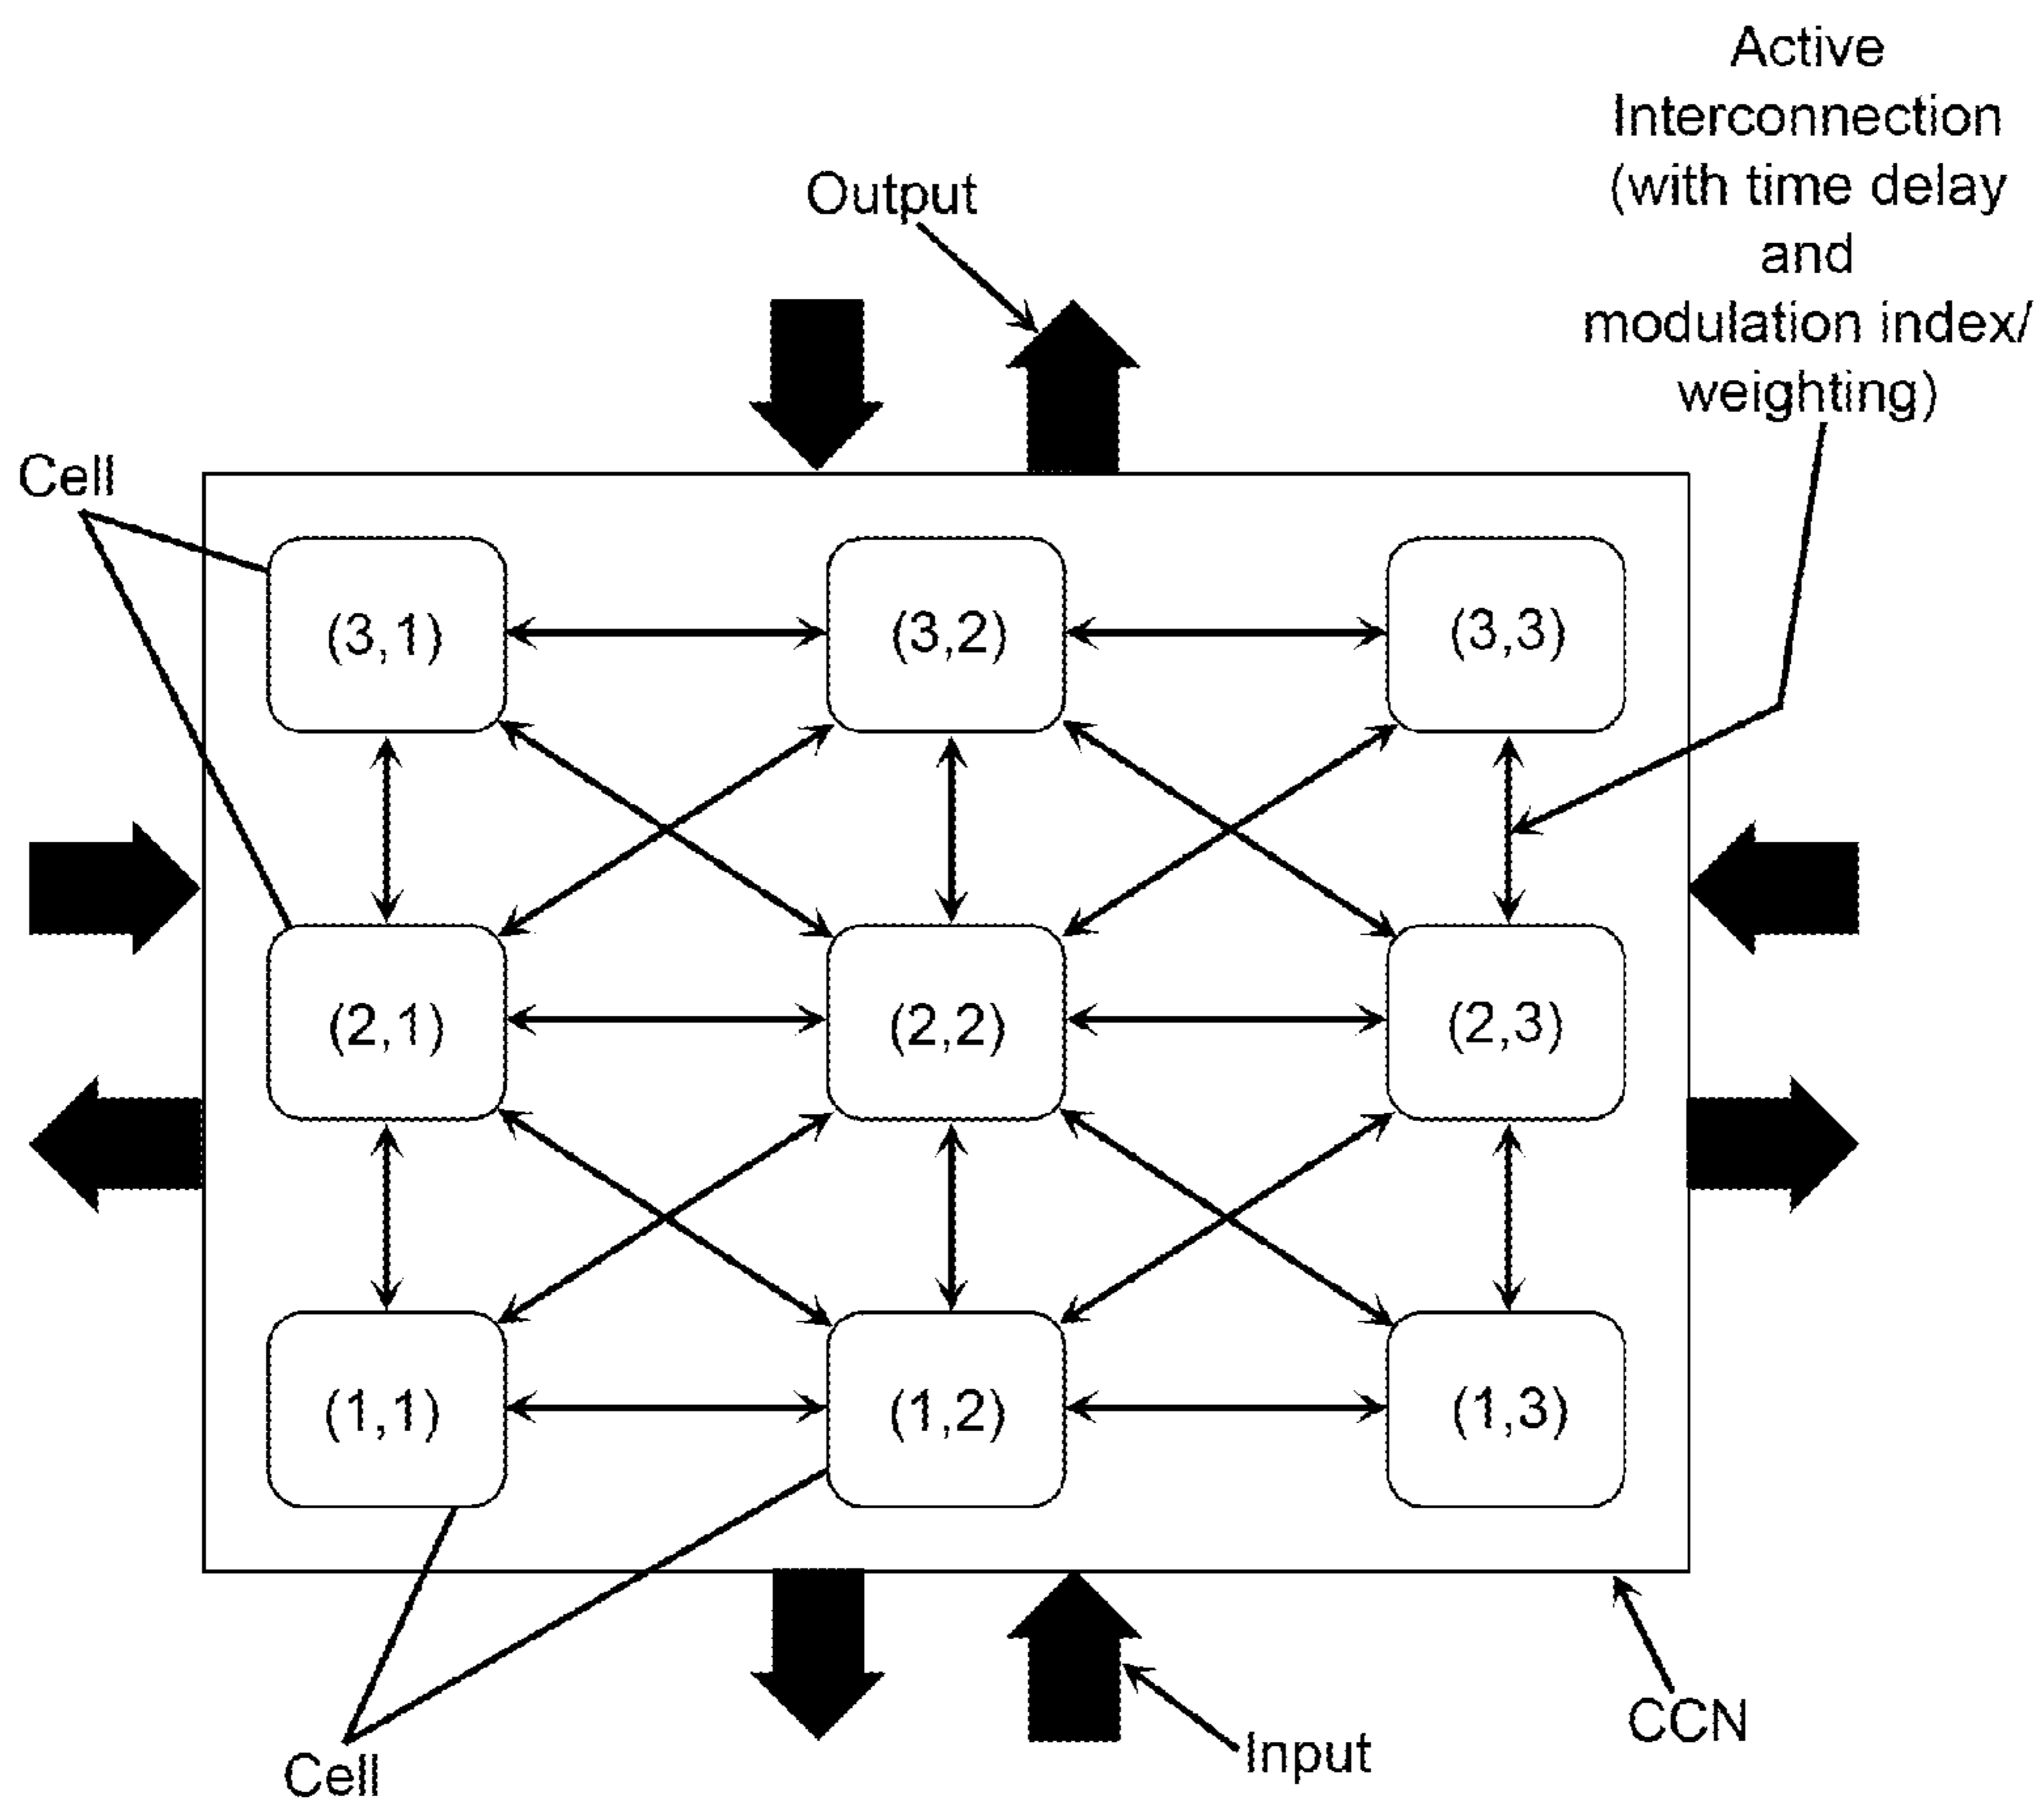 Active
Interconnection
(with time delay
and
modulation index/
weighting)
Output
Cell
(3,1)
(3,2)
(3,3)
(2,1)
(2,2)
(2,3)
(1,1)
(1,2)
(1,3)
CCN
Input
Cell